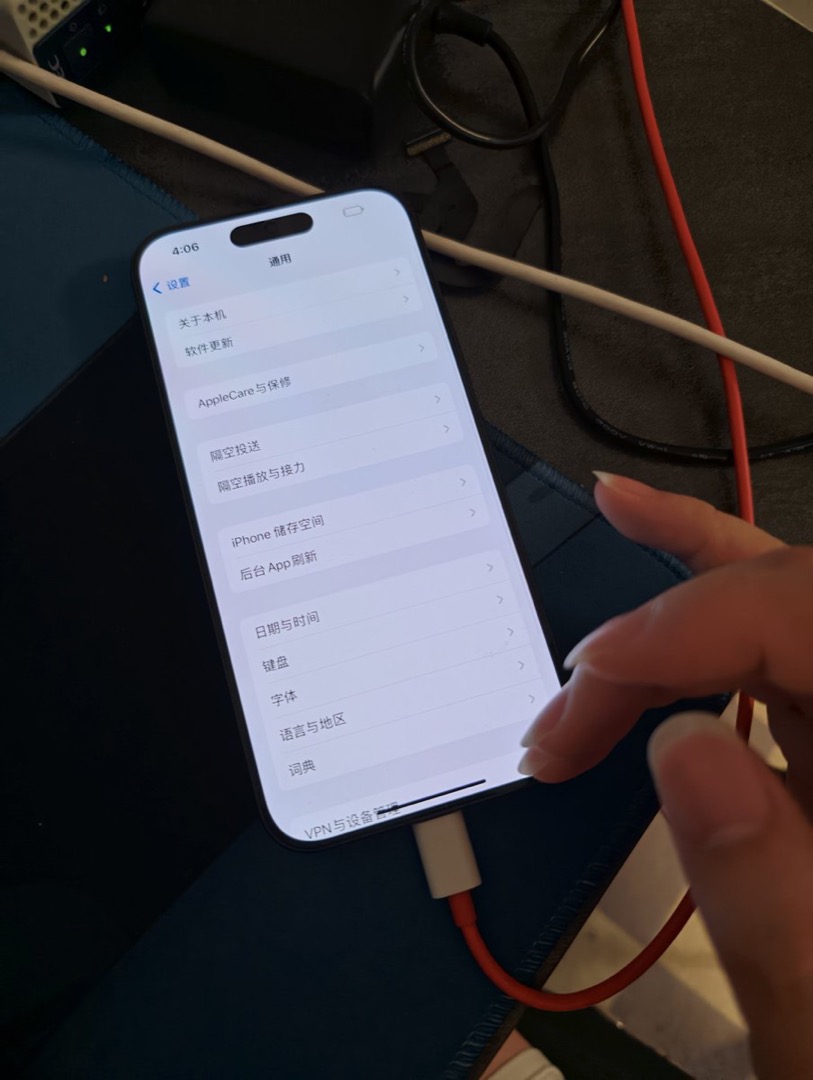 4:06
设置
通用
关于本机
软件更新
AppleCare与保修
隔空投送
隔空播放与接力
iPhone 储存空间
后台 App 刷新
日期与时间
键盘
字体
语言与地区
词典
VPN与设备管理